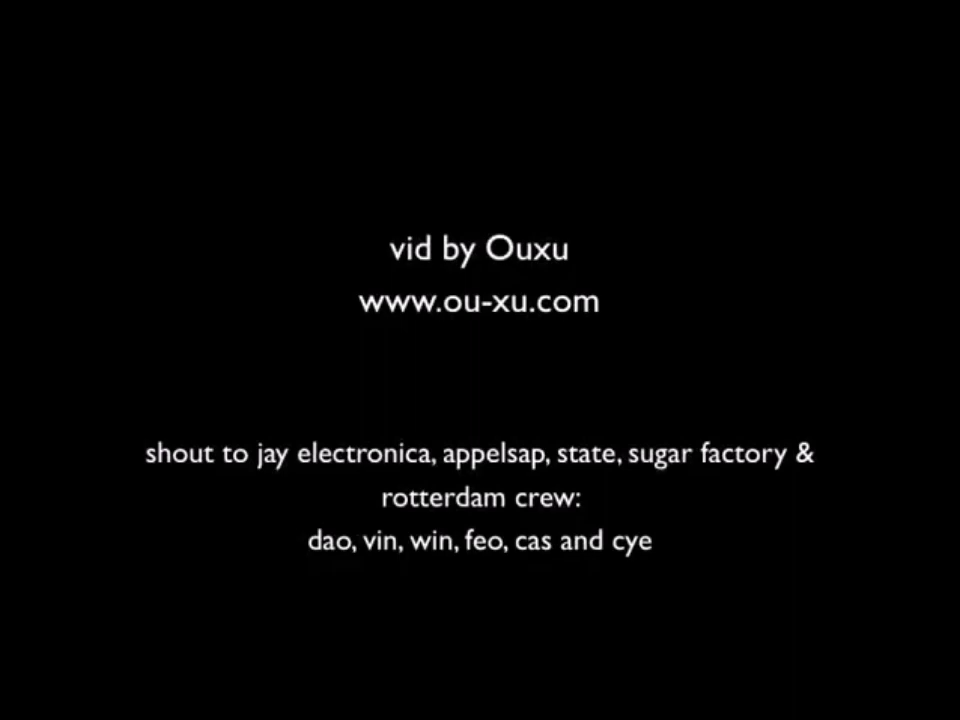 vid by Ouxu
www.ou-xu.com
shout to jay electronica, appelsap, state, sugar factory &
rotterdam crew:
dao, vin, win, feo, cas and cye